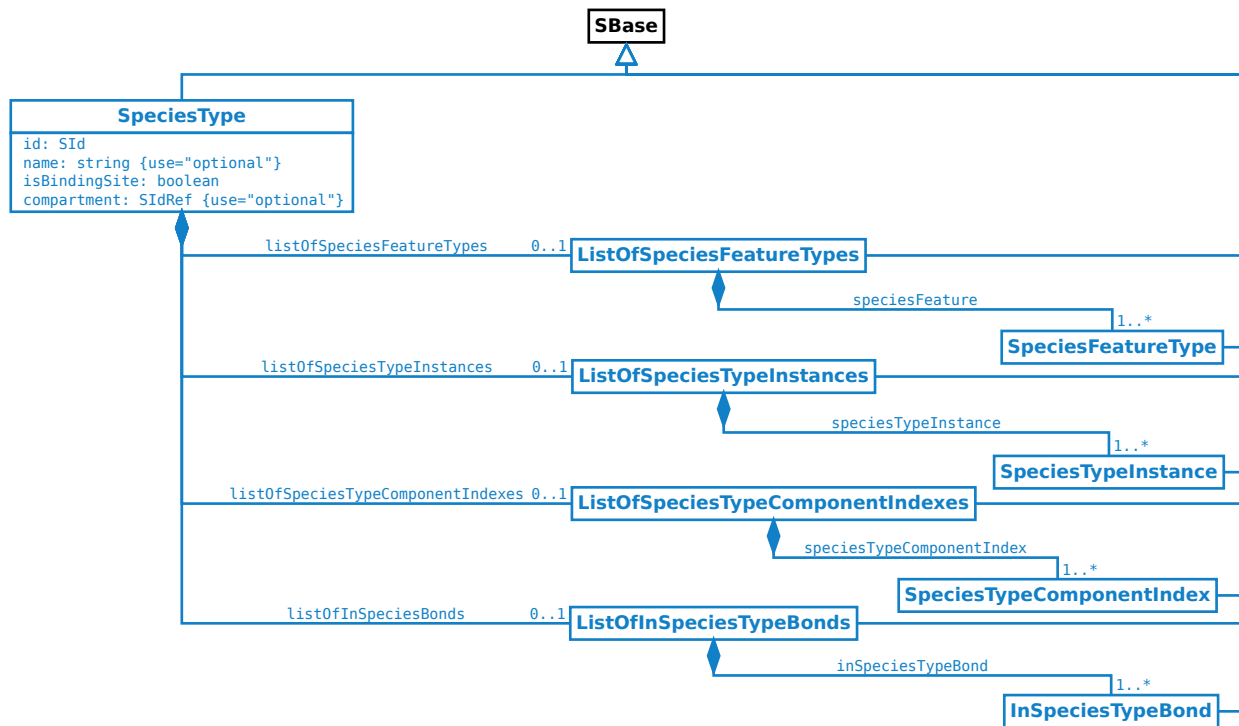 SBase
SpeciesType
id: SId
name: string {use="optional"}
isBindingSite: boolean
compartment: SIdRef {use="optional"}
listOfSpeciesFeatureTypes 0..1 ListOfSpeciesFeatureTypes
speciesFeature
1..*
SpeciesFeatureType
listOfSpeciesTypeInstances 0..1 ListOfSpeciesTypeInstances
speciesTypeInstance
1..*
SpeciesTypeInstance
listOfSpeciesTypeComponentIndexes 0..1 ListOfSpeciesTypeComponentIndexes
speciesTypeComponentIndex
1..*
SpeciesTypeComponentIndex
listOfInSpeciesBonds 0..1 ListOfInSpeciesTypeBonds
inSpeciesTypeBond
1..*
InSpeciesTypeBond